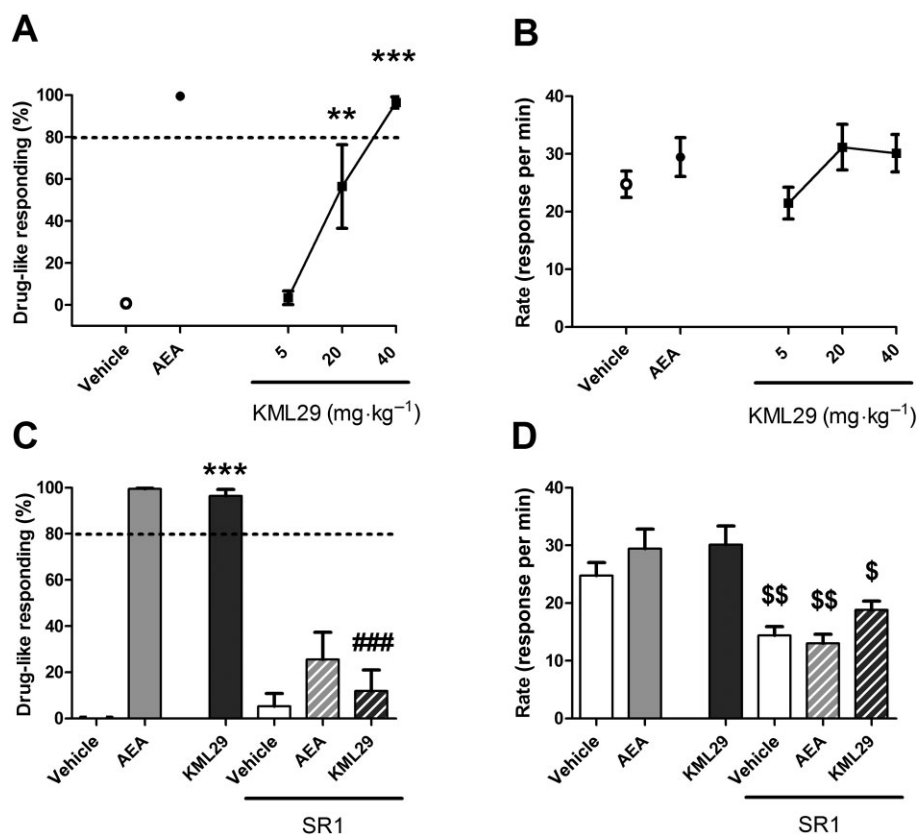 A
Drug-like responding (%)
100
80
60
40
20
0
**
***
Vehicle
AEA
5
20
40
KML29 (mg·kg⁻¹)
B
Rate (response per min)
40
30
20
10
0
Vehicle
AEA
5
20
40
KML29 (mg·kg⁻¹)
C
Drug-like responding (%)
100
80
60
40
20
0
***
###
Vehicle
AEA
KML29
Vehicle
AEA
KML29
SR1
D
Rate (response per min)
40
30
20
10
0
$$
$$
$
Vehicle
AEA
KML29
Vehicle
AEA
KML29
SR1